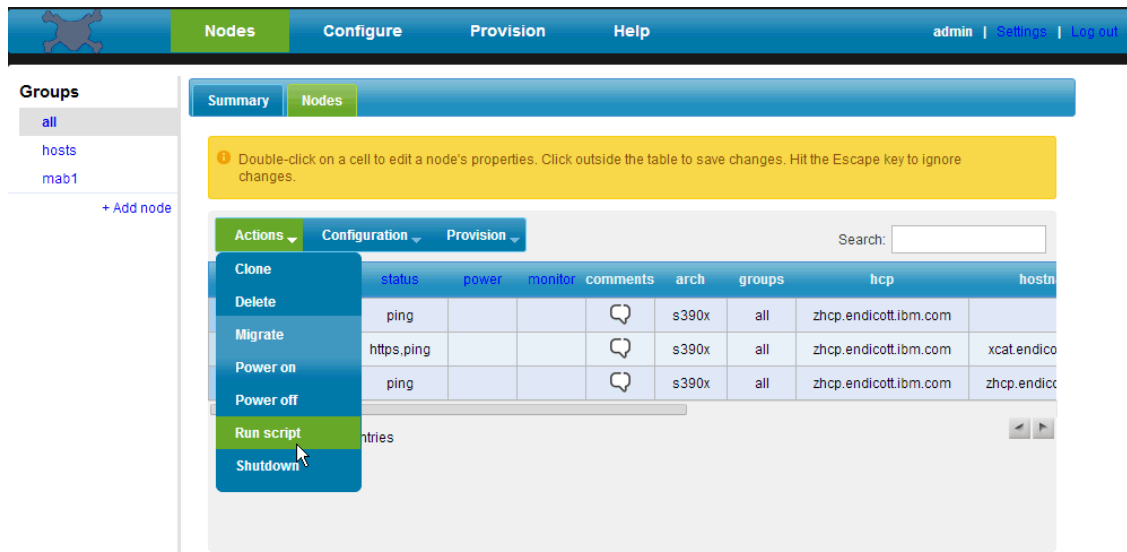 Nodes Configure Provision Help admin | Settings | Log out
Groups
all
hosts
mab1
+ Add node
Summary Nodes
Double-click on a cell to edit a node's properties. Click outside the table to save changes. Hit the Escape key to ignore
changes.
Actions Configuration Provision Search:
Clone
Delete
Migrate
Power on
Power off
Run script
Shutdown
status power monitor comments arch groups hcp hostn
ping s390x all zhcp.endicott.ibm.com
https,ping s390x all zhcp.endicott.ibm.com xcat.endico
ping s390x all zhcp.endicott.ibm.com zhcp.endicc
ntries